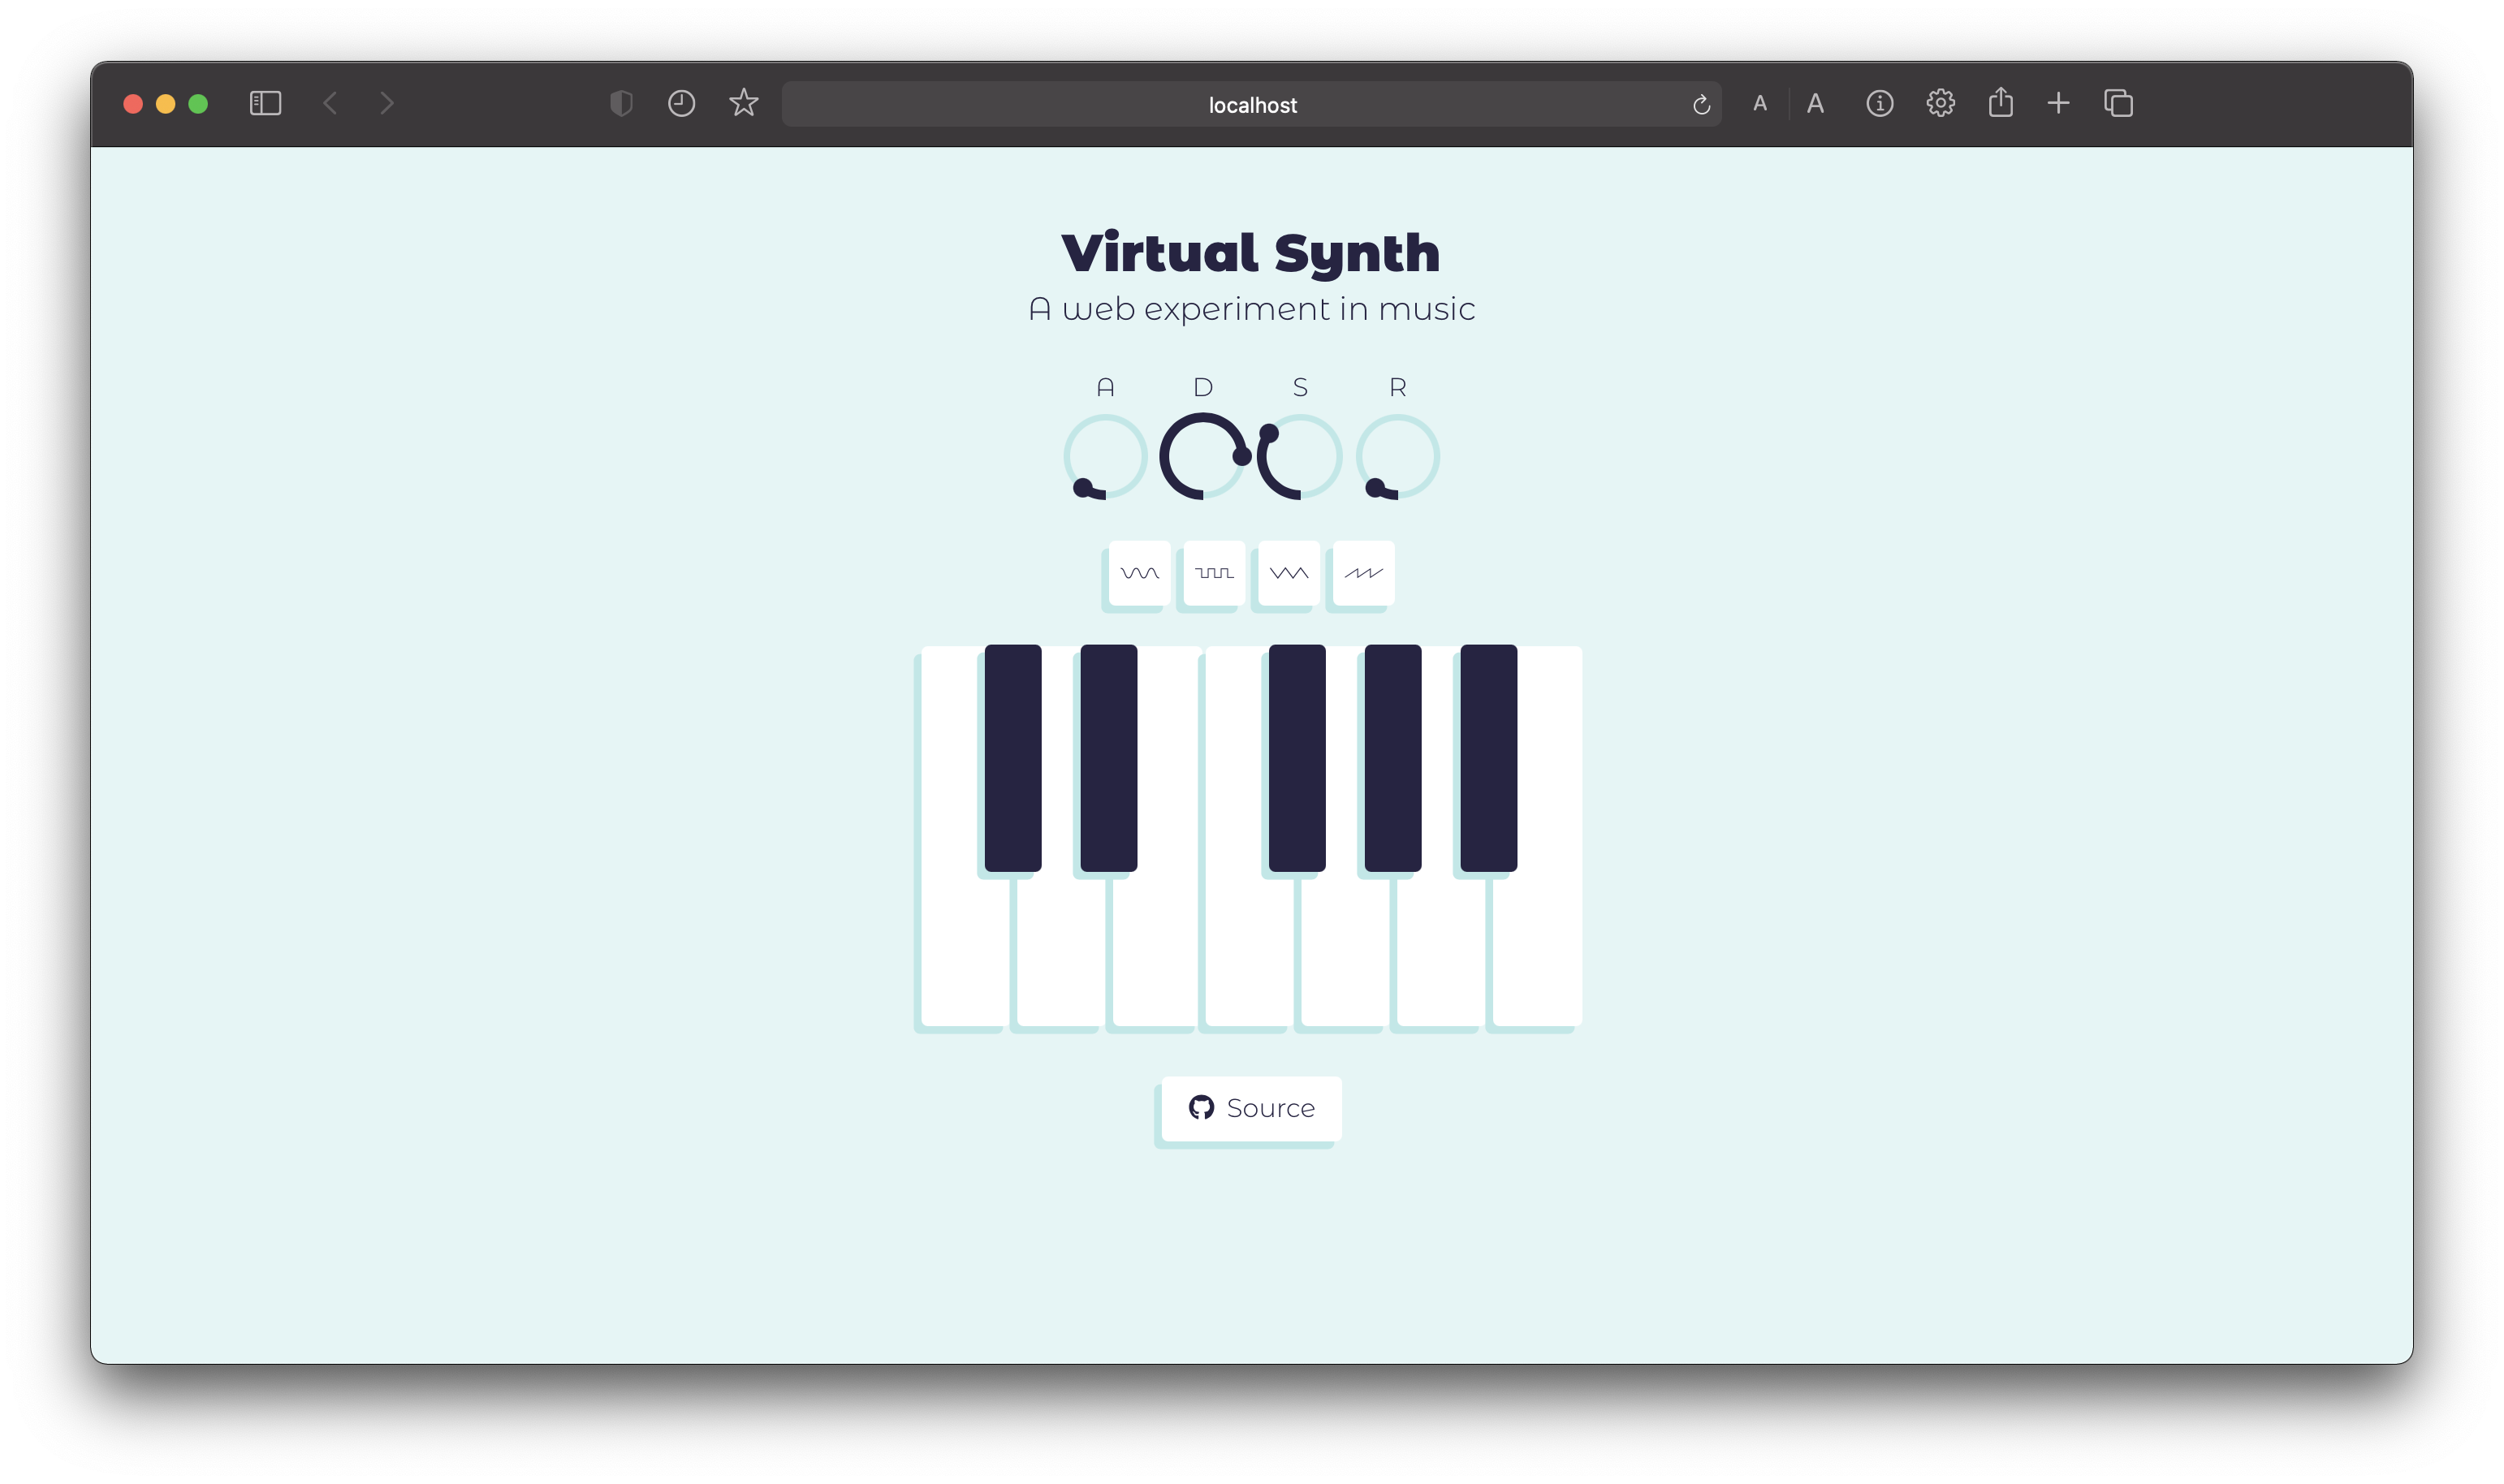 localhost
A A
Virtual Synth
A web experiment in music
A D S R
Source